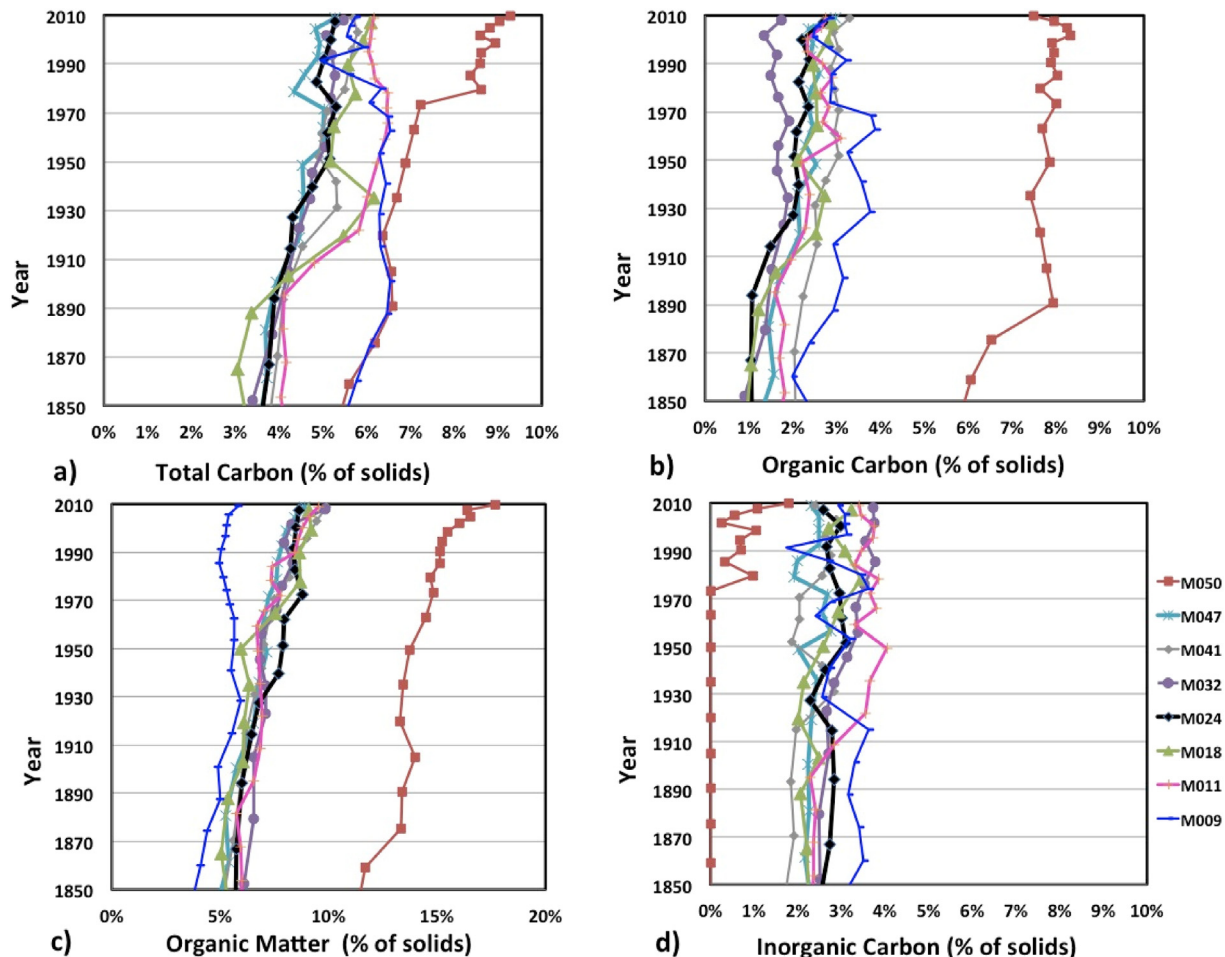 2010
1990
1970
1950
1930
1910
1890
1870
1850
Year
0% 1% 2% 3% 4% 5% 6% 7% 8% 9% 10%
a) Total Carbon (% of solids)
2010
1990
1970
1950
1930
1910
1890
1870
1850
Year
0% 1% 2% 3% 4% 5% 6% 7% 8% 9% 10%
b) Organic Carbon (% of solids)
2010
1990
1970
1950
1930
1910
1890
1870
1850
Year
0% 5% 10% 15% 20%
c) Organic Matter (% of solids)
2010
1990
1970
1950
1930
1910
1890
1870
1850
Year
0% 1% 2% 3% 4% 5% 6% 7% 8% 9% 10%
d) Inorganic Carbon (% of solids)
M050
M047
M041
M032
M024
M018
M011
M009